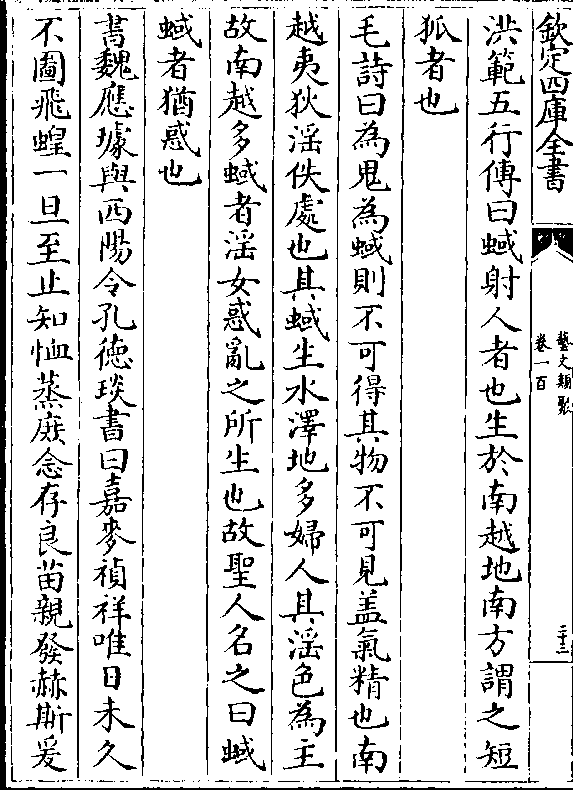 欽定四庫全書
藝文類聚
卷一百
二十三
洪範五行傳曰蜮射人者也生於南越地南方謂之短
狐者也
毛詩曰為鬼為蜮則不可得其物不可見盖氣精也南
越夷狄淫佚處也其蜮生水澤地多婦人其淫色為主
故南越多蜮者淫女惑亂之所生也故聖人名之曰蜮
蜮者猶惑也
書魏應璩與西陽令孔德琰書曰嘉麥禎祥唯日未久
不圖飛蝗一旦至止知恤蒸庶念存良苗親發赫斯爰